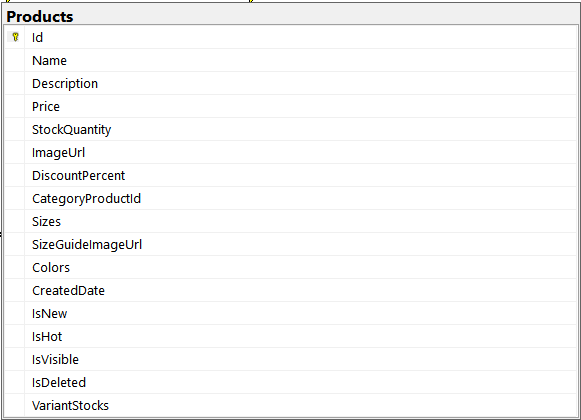 Products
Id
Name
Description
Price
StockQuantity
ImageUrl
DiscountPercent
CategoryProductId
Sizes
SizeGuideImageUrl
Colors
CreatedDate
IsNew
IsHot
IsVisible
IsDeleted
VariantStocks